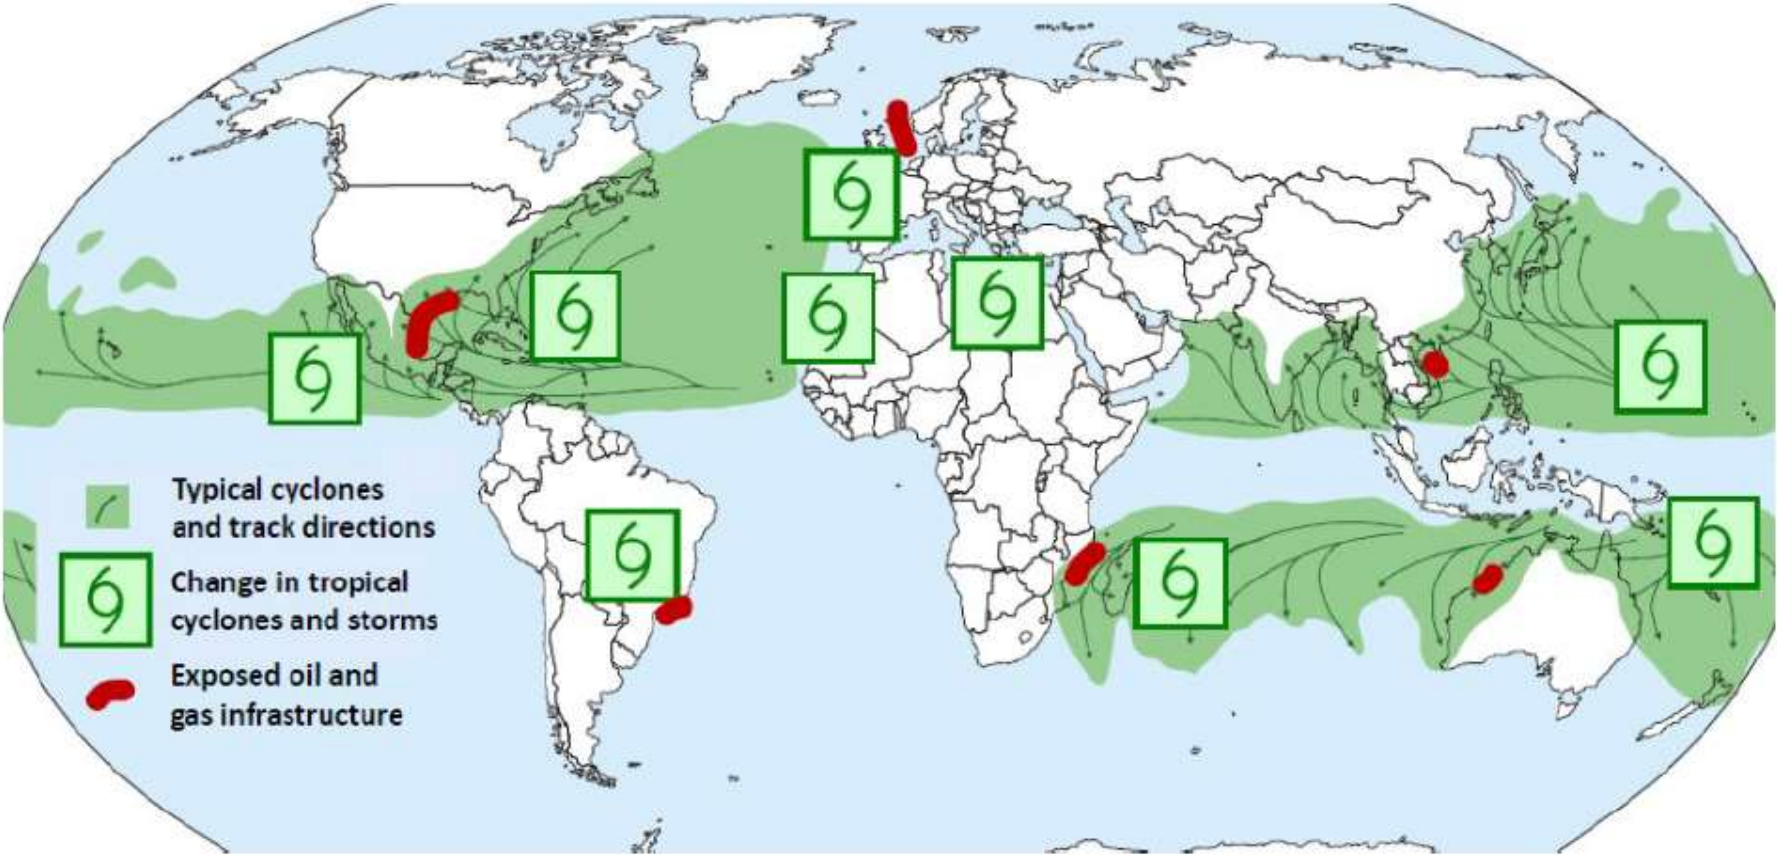 Typical cyclones
and track directions
Change in tropical
cyclones and storms
Exposed oil and
gas infrastructure